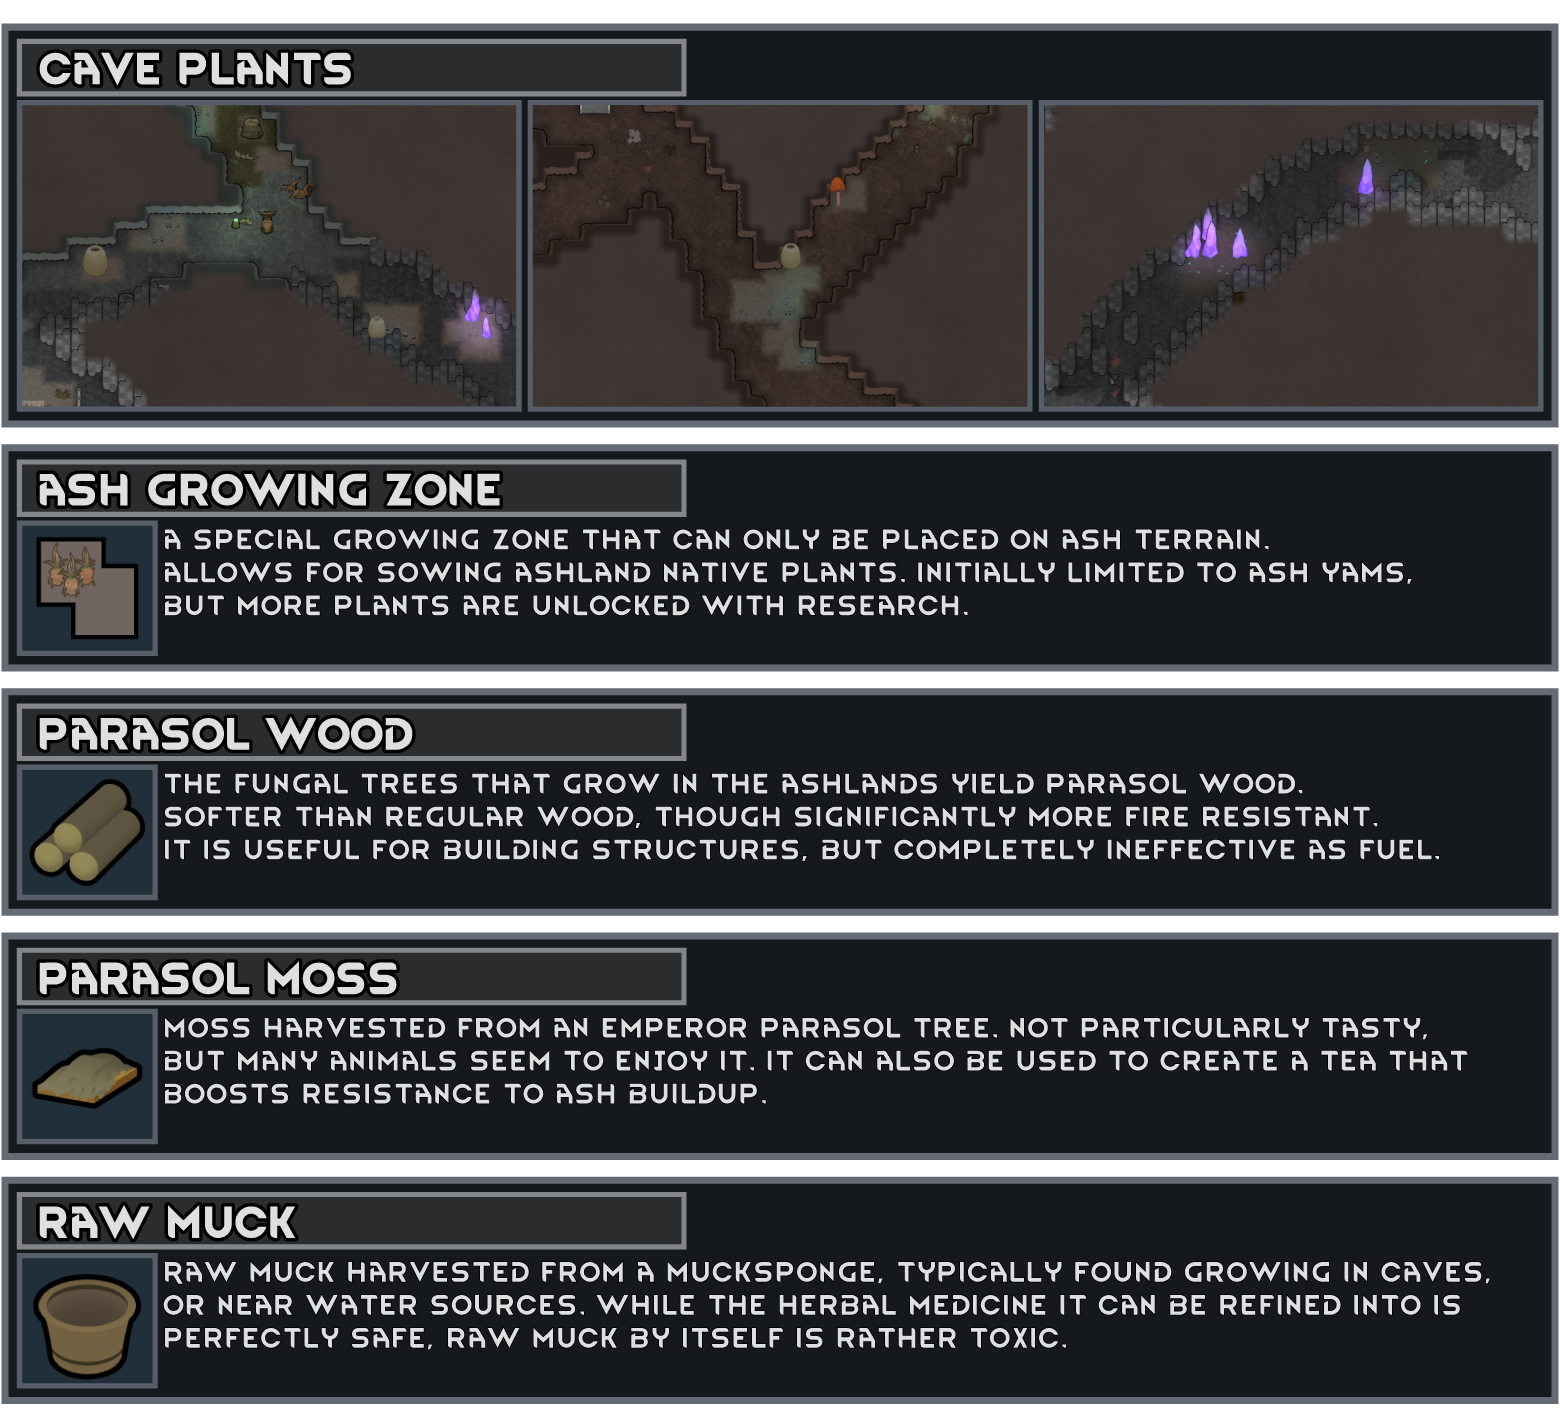 CAVE PLANTS
ASH GROWING ZONE
A SPECIAL GROWING ZONE THAT CAN ONLY BE PLACED ON ASH TERRAIN.
ALLOWS FOR SOWING ASHLAND NATIVE PLANTS. INITIALLY LIMITED TO ASH YAMS,
BUT MORE PLANTS ARE UNLOCKED WITH RESEARCH.
PARASOL WOOD
THE FUNGAL TREES THAT GROW IN THE ASHLANDS YIELD PARASOL WOOD.
SOFTER THAN REGULAR WOOD, THOUGH SIGNIFICANTLY MORE FIRE RESISTANT.
IT IS USEFUL FOR BUILDING STRUCTURES, BUT COMPLETELY INEFFECTIVE AS FUEL.
PARASOL MOSS
MOSS HARVESTED FROM AN EMPEROR PARASOL TREE. NOT PARTICULARLY TASTY,
BUT MANY ANIMALS SEEM TO ENJOY IT. IT CAN ALSO BE USED TO CREATE A TEA THAT
BOOSTS RESISTANCE TO ASH BUILDUP.
RAW MUCK
RAW MUCK HARVESTED FROM A MUCKSPONGE, TYPICALLY FOUND GROWING IN CAVES,
OR NEAR WATER SOURCES. WHILE THE HERBAL MEDICINE IT CAN BE REFINED INTO IS
PERFECTLY SAFE, RAW MUCK BY ITSELF IS RATHER TOXIC.